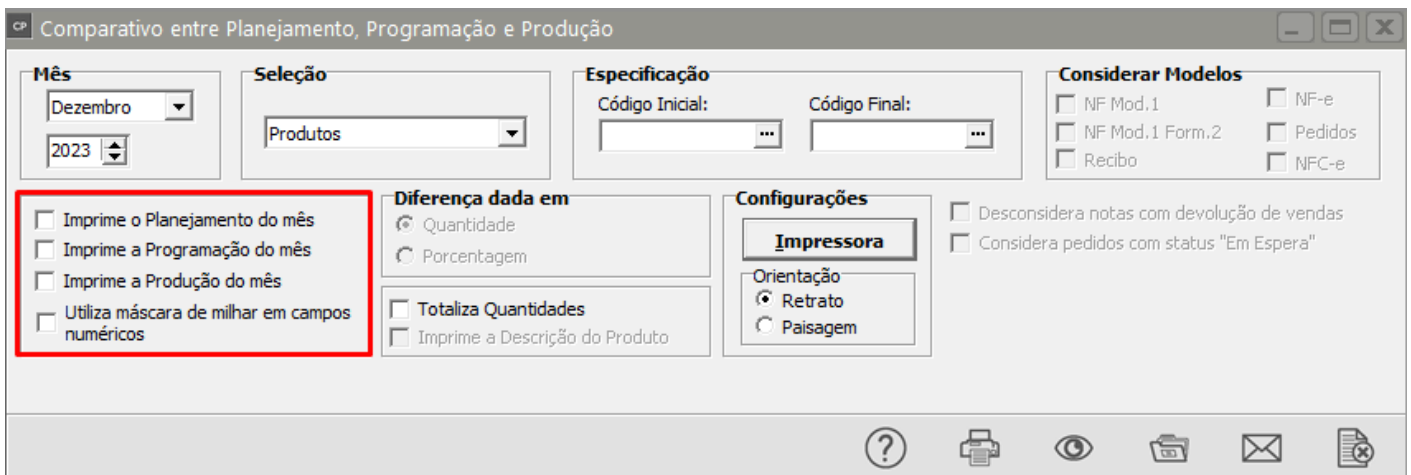 CP Comparativo entre Planejamento, Programação e Produção
Mês
Dezembro
2023
Seleção
Produtos
Especificação
Código Inicial:
Código Final:
Considerar Modelos
NF Mod.1
NF-e
NF Mod.1 Form.2
Pedidos
Recibo
NFC-e
Imprime o Planejamento do mês
Imprime a Programação do mês
Imprime a Produção do mês
Utiliza máscara de milhar em campos
numéricos
Diferença dada em
Quantidade
Porcentagem
Totaliza Quantidades
Imprime a Descrição do Produto
Configurações
Impressora
Orientação
Retrato
Paisagem
Desconsidera notas com devolução de vendas
Considera pedidos com status "Em Espera"